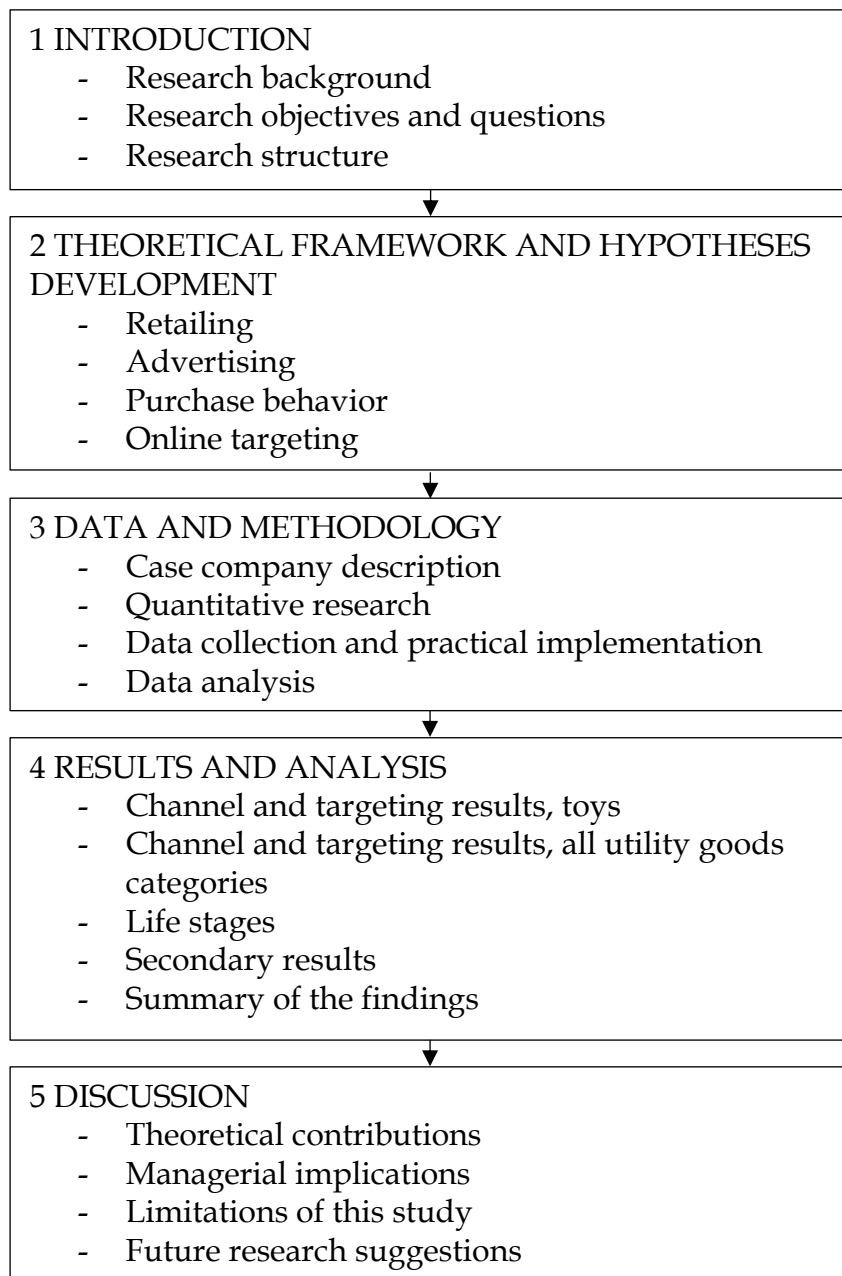 1 INTRODUCTION
- Research background
- Research objectives and questions
- Research structure
2 THEORETICAL FRAMEWORK AND HYPOTHESES
DEVELOPMENT
- Retailing
- Advertising
- Purchase behavior
- Online targeting
3 DATA AND METHODOLOGY
- Case company description
- Quantitative research
- Data collection and practical implementation
- Data analysis
4 RESULTS AND ANALYSIS
- Channel and targeting results, toys
- Channel and targeting results, all utility goods
categories
- Life stages
- Secondary results
- Summary of the findings
5 DISCUSSION
- Theoretical contributions
- Managerial implications
- Limitations of this study
- Future research suggestions